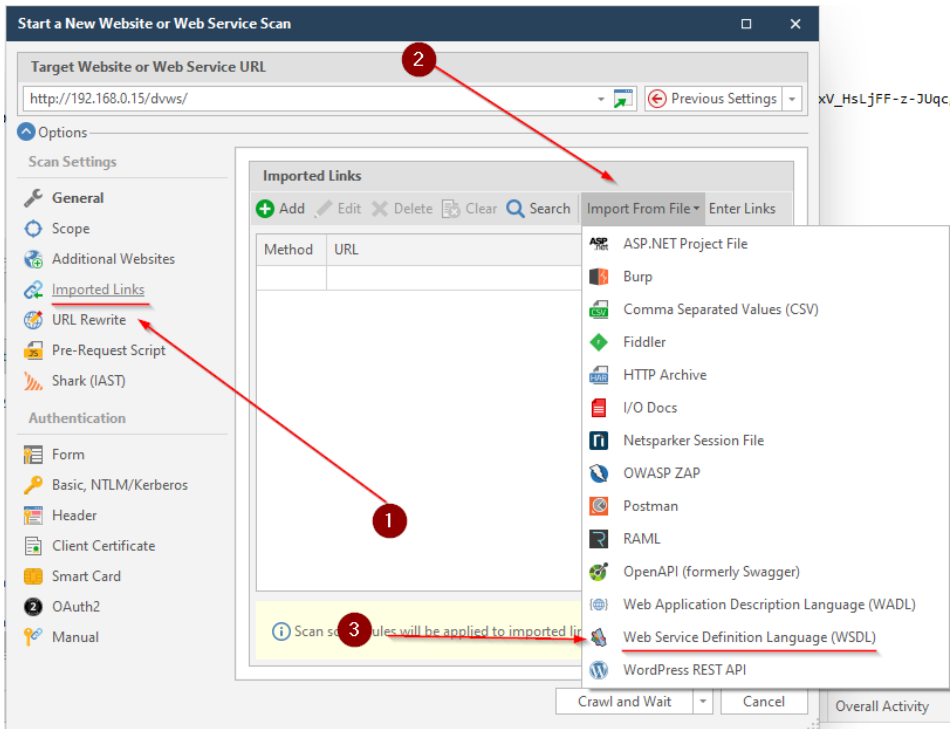 Start a New Website or Web Service Scan
Target Website or Web Service URL
2
http://192.168.0.15/dvws/
Previous Settings
xV_HsLjFF-z-JUqc
Options
Scan Settings
General
Scope
Additional Websites
Imported Links
URL Rewrite
Pre-Request Script
Shark (IAST)
Authentication
Form
Basic, NTLM/Kerberos
Header
Client Certificate
Smart Card
OAuth2
Manual
Imported Links
Add Edit Delete Clear Search Import From File Enter Links
Method URL
1
3
Scan s ules will be applied to imported
ASP.NET Project File
Burp
Comma Separated Values (CSV)
Fiddler
HTTP Archive
I/O Docs
Netsparker Session File
OWASP ZAP
Postman
RAML
OpenAPI (formerly Swagger)
Web Application Description Language (WADL)
Web Service Definition Language (WSDL)
WordPress REST API
Crawl and Wait Cancel
Overall Activity